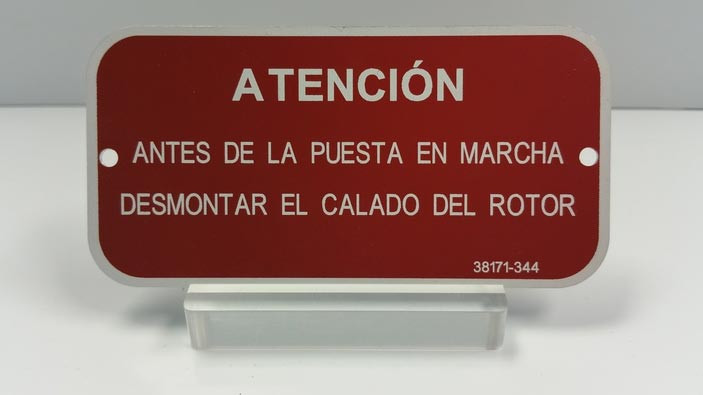 ATENCIÓN
ANTES DE LA PUESTA EN MARCHA
DESMONTAR EL CALADO DEL ROTOR
38171-344